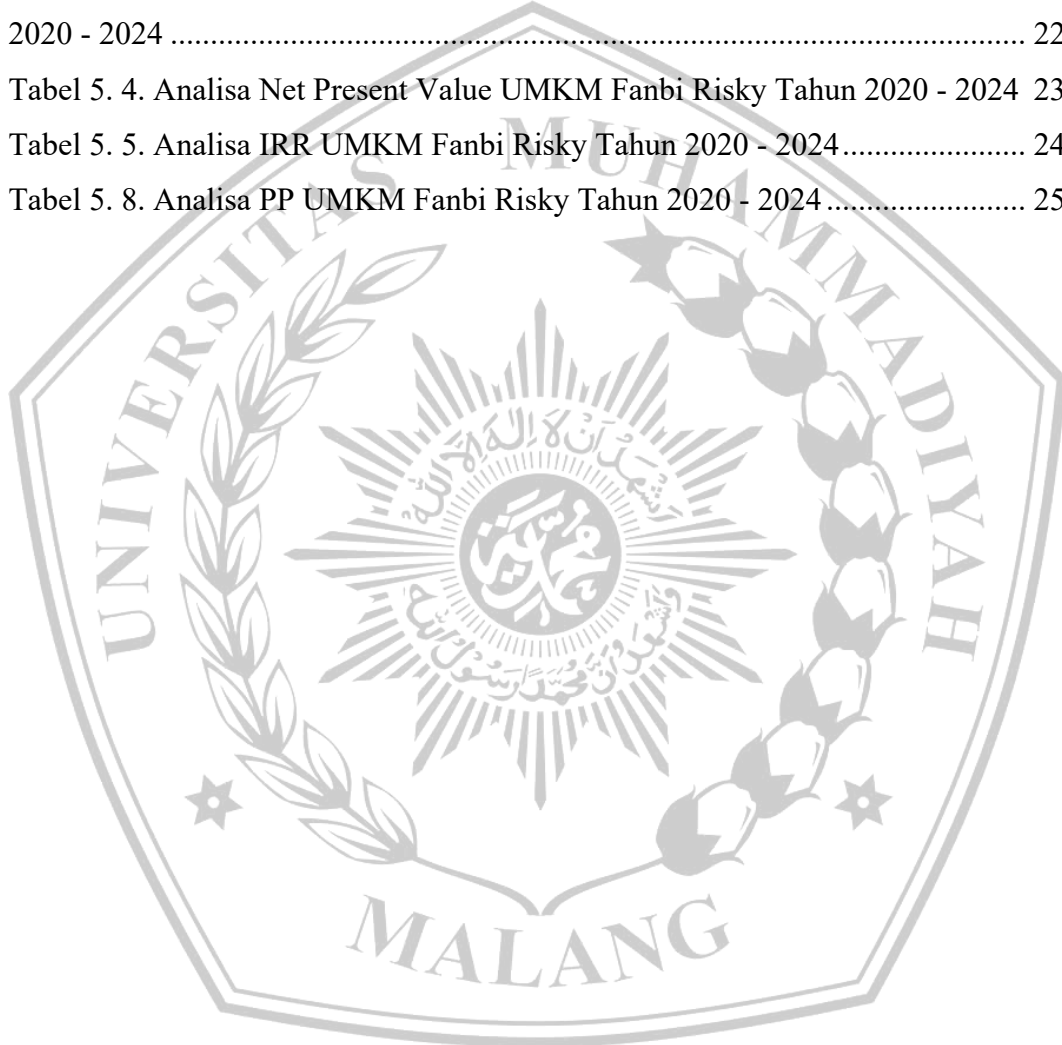 2020 - 2024 ........................................................................................................... 22
Tabel 5. 4. Analisa Net Present Value UMKM Fanbi Risky Tahun 2020 - 2024 23
Tabel 5. 5. Analisa IRR UMKM Fanbi Risky Tahun 2020 - 2024 ....................... 24
Tabel 5. 8. Analisa PP UMKM Fanbi Risky Tahun 2020 - 2024 ......................... 25
UNIVERSITAS MUHAMMADIYAH
MALANG